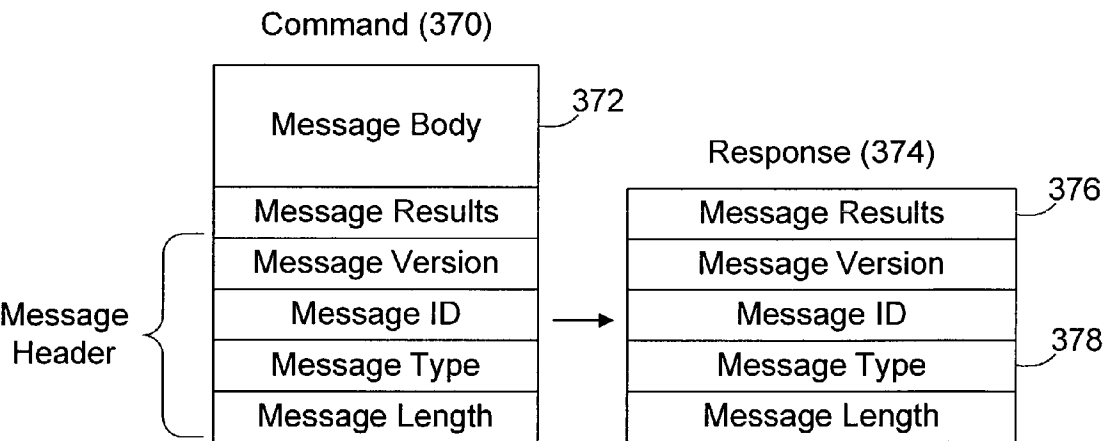 Command (370)
Message Body
372
Message Results
Message Version
Message ID
Message Type
Message Length
Message
Header
Response (374)
Message Results
376
Message Version
Message ID
Message Type
378
Message Length